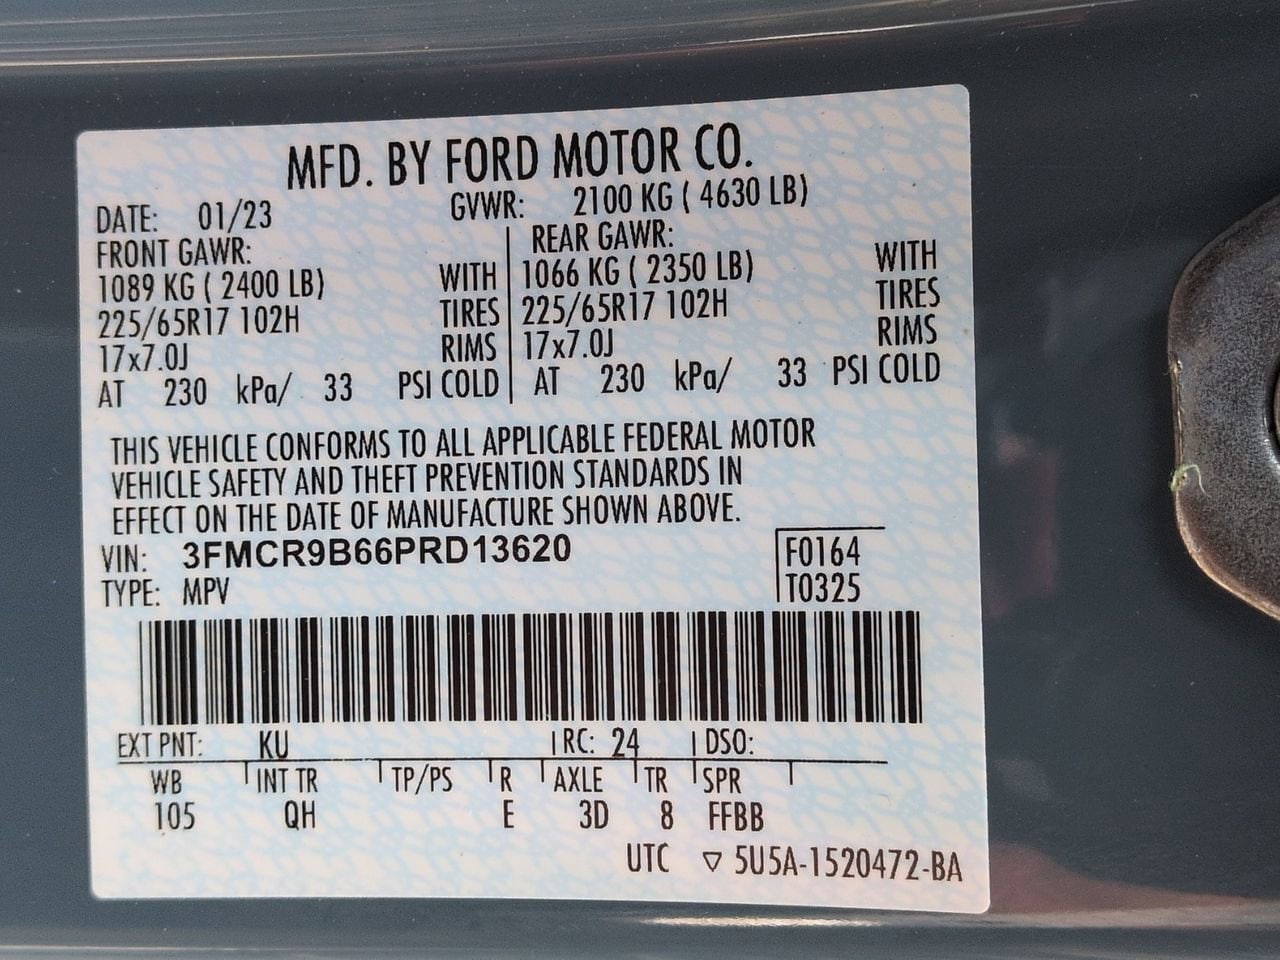 MFD. BY FORD MOTOR CO.
DATE: 01/23 GVWR: 2100 KG ( 4630 LB)
FRONT GAWR: REAR GAWR:
1089 KG ( 2400 LB) WITH 1066 KG ( 2350 LB) WITH
225/65R17 102H TIRES 225/65R17 102H TIRES
17x7.0J RIMS 17x7.0J RIMS
AT 230 kPa/ 33 PSI COLD AT 230 kPa/ 33 PSI COLD
THIS VEHICLE CONFORMS TO ALL APPLICABLE FEDERAL MOTOR
VEHICLE SAFETY AND THEFT PREVENTION STANDARDS IN
EFFECT ON THE DATE OF MANUFACTURE SHOWN ABOVE.
VIN: 3FMCR9B66PRD13620 F0164
TYPE: MPV T0325
EXT PNT: KU RC: 24 DSO:
WB INT TR TP/PS R AXLE TR SPR
105 QH E 3D 8 FFBB
UTC ▽ 5U5A-1520472-BA